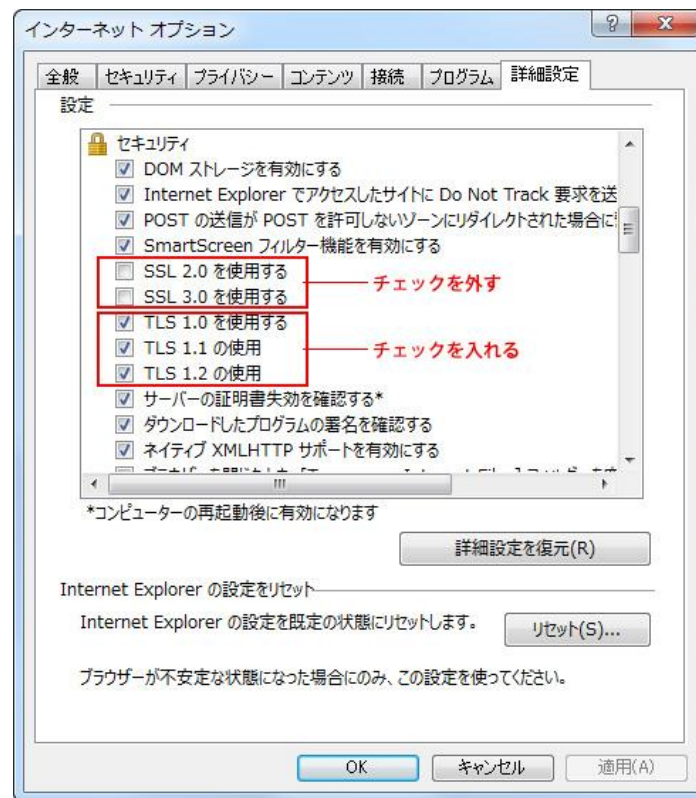 インターネット オプション
全般 セキュリティ プライバシー コンテンツ 接続 プログラム 詳細設定
設定
セキュリティ
DOM ストレージを有効にする
Internet Explorer でアクセスしたサイトに Do Not Track 要求を送
POST の送信が POST を許可しないゾーンにリダイレクトされた場合に
SmartScreen フィルター機能を有効にする
SSL 2.0 を使用する
チェックを外す
SSL 3.0 を使用する
TLS 1.0 を使用する
TLS 1.1 の使用
チェックを入れる
TLS 1.2 の使用
サーバーの証明書失効を確認する*
ダウンロードしたプログラムの署名を確認する
ネイティブ XMLHTTP サポートを有効にする
*コンピューターの再起動後に有効になります
詳細設定を復元(R)
Internet Explorer の設定をリセット
Internet Explorer の設定を既定の状態にリセットします。
リセット(S)...
ブラウザーが不安定な状態になった場合にのみ、この設定を使ってください。
OK キャンセル 適用(A)